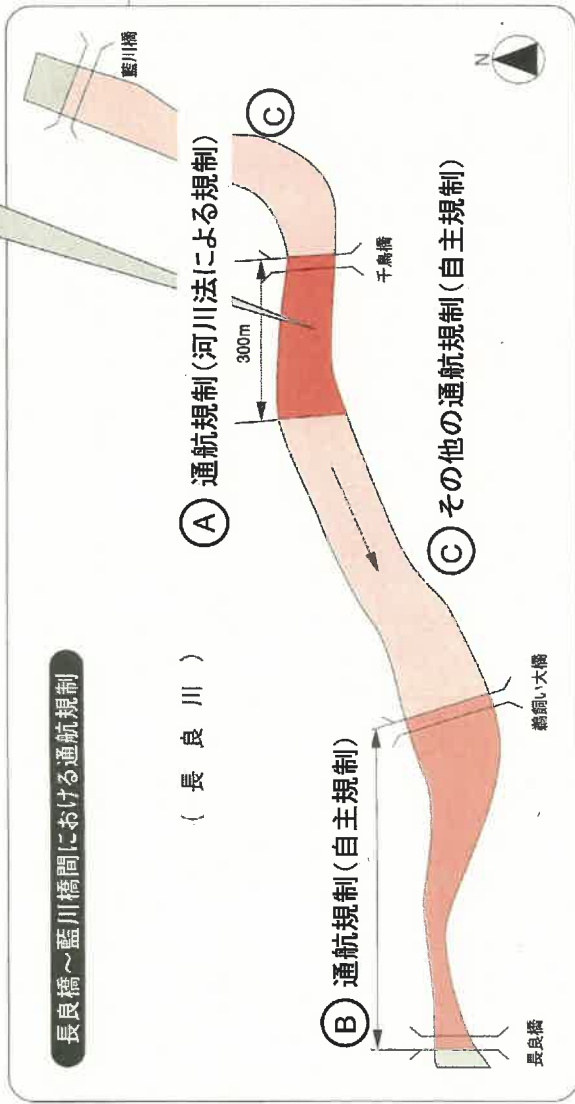 長良橋～藍川橋間における通航規制
(長良川)
藍川橋
N
Ⓒ
Ⓐ 通航規制(河川法による規制)
300m
千鳥橋
Ⓒ その他の通航規制(自主規制)
鵜飼い大橋
Ⓑ 通航規制(自主規制)
長良橋